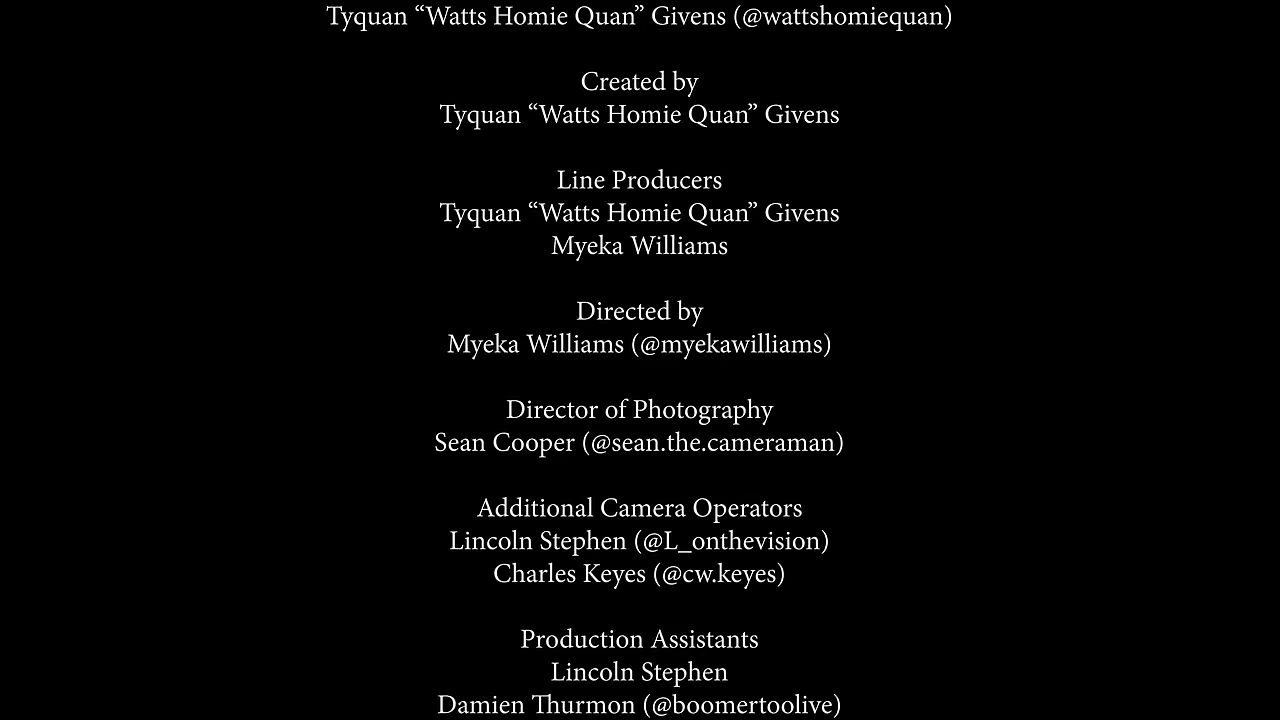 Tyquan “Watts Homie Quan” Givens (@wattshomiequan)
Created by
Tyquan “Watts Homie Quan” Givens
Line Producers
Tyquan “Watts Homie Quan” Givens
Myeka Williams
Directed by
Myeka Williams (@myekawilliams)
Director of Photography
Sean Cooper (@sean.the.cameraman)
Additional Camera Operators
Lincoln Stephen (@L_onthevision)
Charles Keyes (@cw.keyes)
Production Assistants
Lincoln Stephen
Damien Thurmon (@boomertoolive)